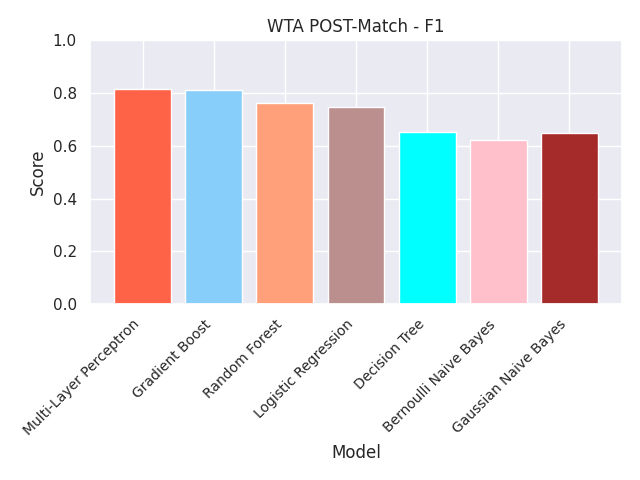 WTA POST-Match - F1
1.0
0.8
0.6
0.4
0.2
0.0
Score
Multi-Layer Perceptron
Gradient Boost
Random Forest
Logistic Regression
Decision Tree
Bernoulli Naive Bayes
Gaussian Naive Bayes
Model